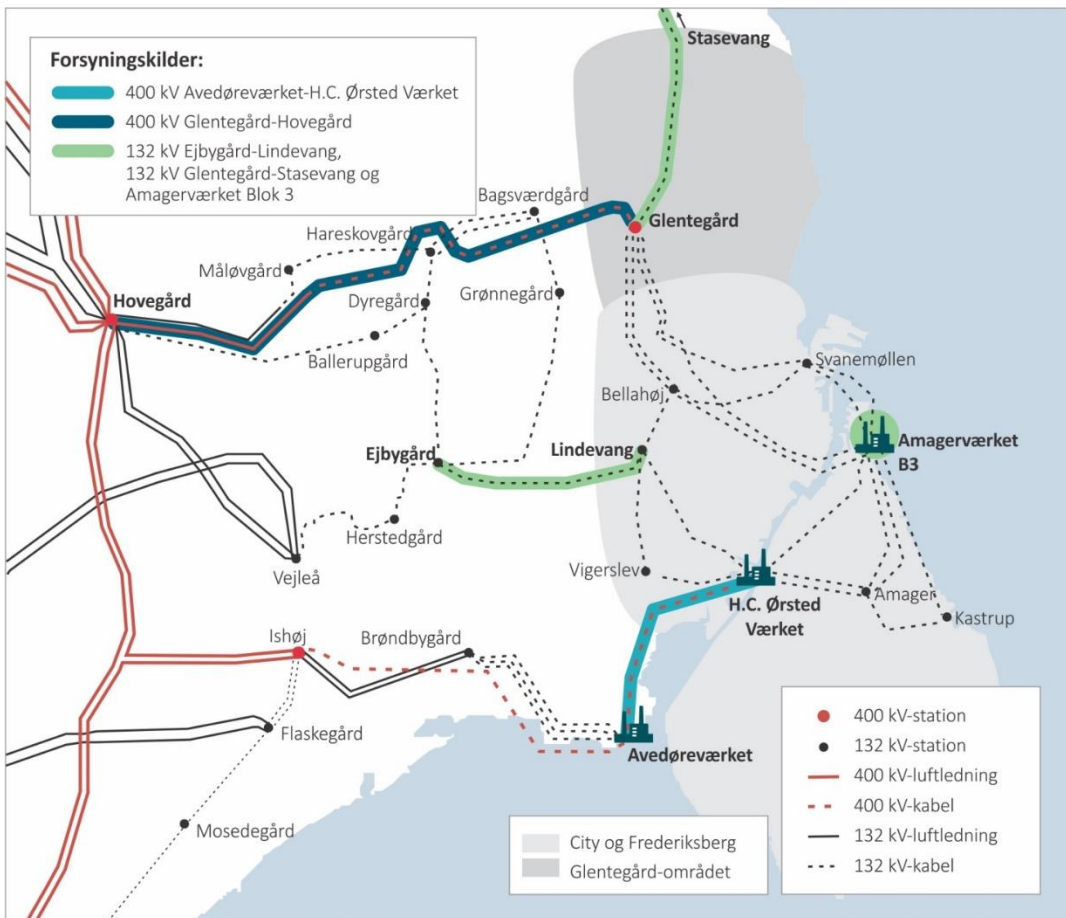 Stasevang
Forsyningskilder:
400 kV Avedøreværket-H.C. Ørsted Værket
400 kV Glentegård-Hovegård
132 kV Ejbygård-Lindevang,
132 kV Glentegård-Stasevang og
Amagerværket Blok 3
Bagsværdgård
Hareskovgård
Glentegård
Måløvgård
Hovegård
Dyregård
Grønnegård
Ballerupgård
Svanemøllen
Bellahøj
Ejbygård
Lindevang
Amagerværket
B3
Herstedgård
Vejleå
Vigerslev
H.C. Ørsted
Værket
Amager
Kastrup
Ishøj
Brøndbygård
Flaskegård
Avedøreværket
Mosedegård
City og Frederiksberg
Glentegård-området
400 kV-station
132 kV-station
400 kV-luftledning
400 kV-kabel
132 kV-luftledning
132 kV-kabel